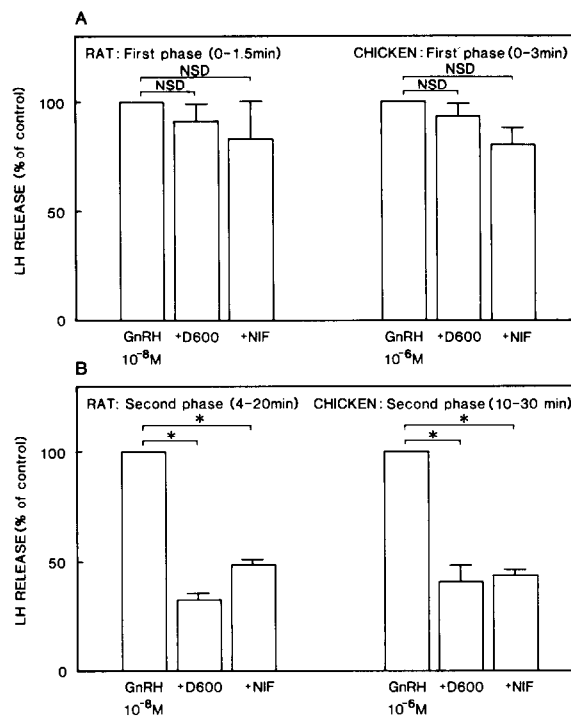 A
RAT: First phase (0-1.5min)
CHICKEN: First phase (0-3min)
NSD
NSD
NSD
NSD
LH RELEASE (% of control)
100
50
0
GnRH +D600 +NIF
10⁻⁸M
GnRH +D600 +NIF
10⁻⁶M
B
RAT: Second phase (4-20min)
CHICKEN: Second phase (10-30 min)
*
*
*
*
LH RELEASE (% of control)
100
50
0
GnRH +D600 +NIF
10⁻⁸M
GnRH +D600 +NIF
10⁻⁶M